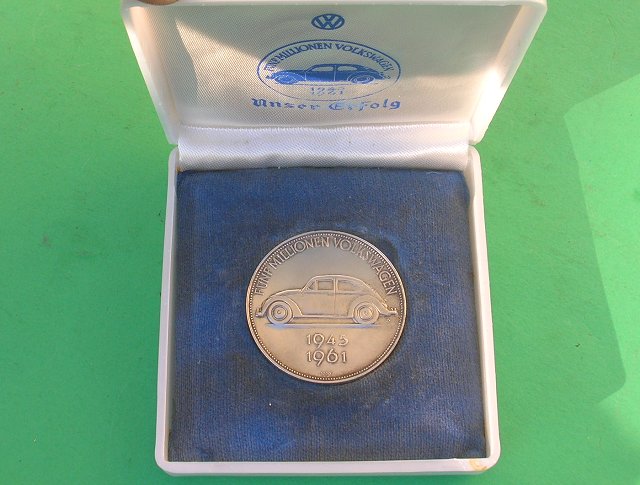 VW
FÜNF MILLIONEN VOLKSWAGEN
Unser Erfolg
FÜNF MILLIONEN VOLKSWAGEN
1945
1961